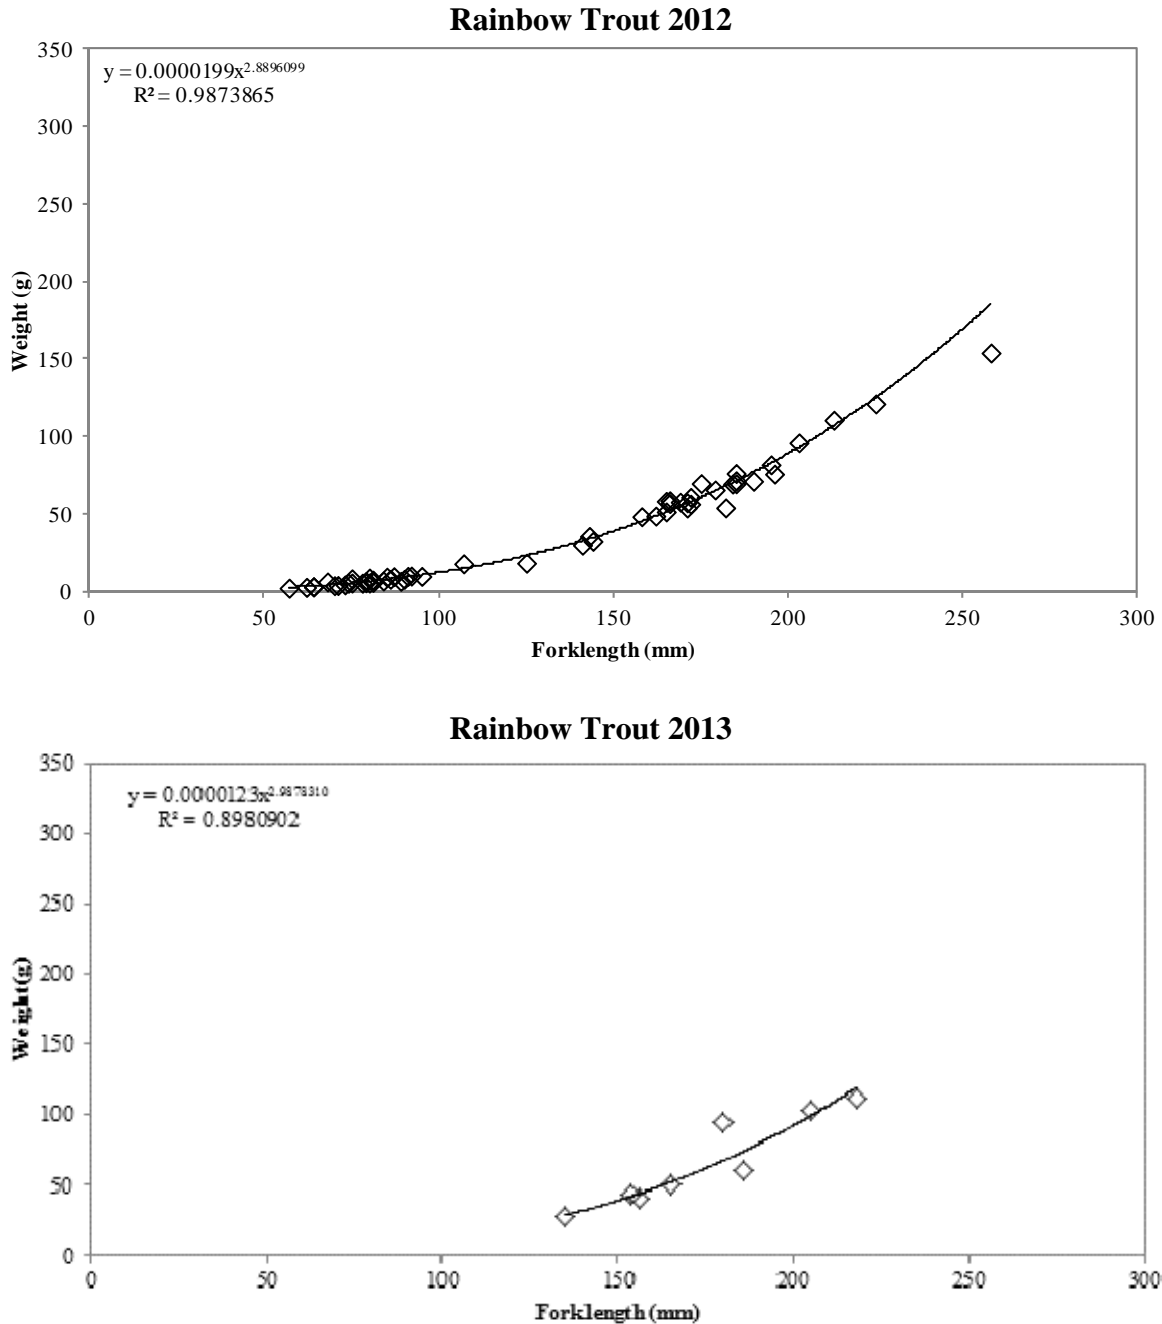 Rainbow Trout 2012
y = 0.0000199x^2.8896099
R² = 0.9873865
350
300
250
200
150
100
50
0
Weight (g)
0 50 100 150 200 250 300
Forklength (mm)
Rainbow Trout 2013
y = 0.0000123x^2.9878310
R² = 0.8980902
350
300
250
200
150
100
50
0
Weight (g)
0 50 100 150 200 250 300
Forklength (mm)